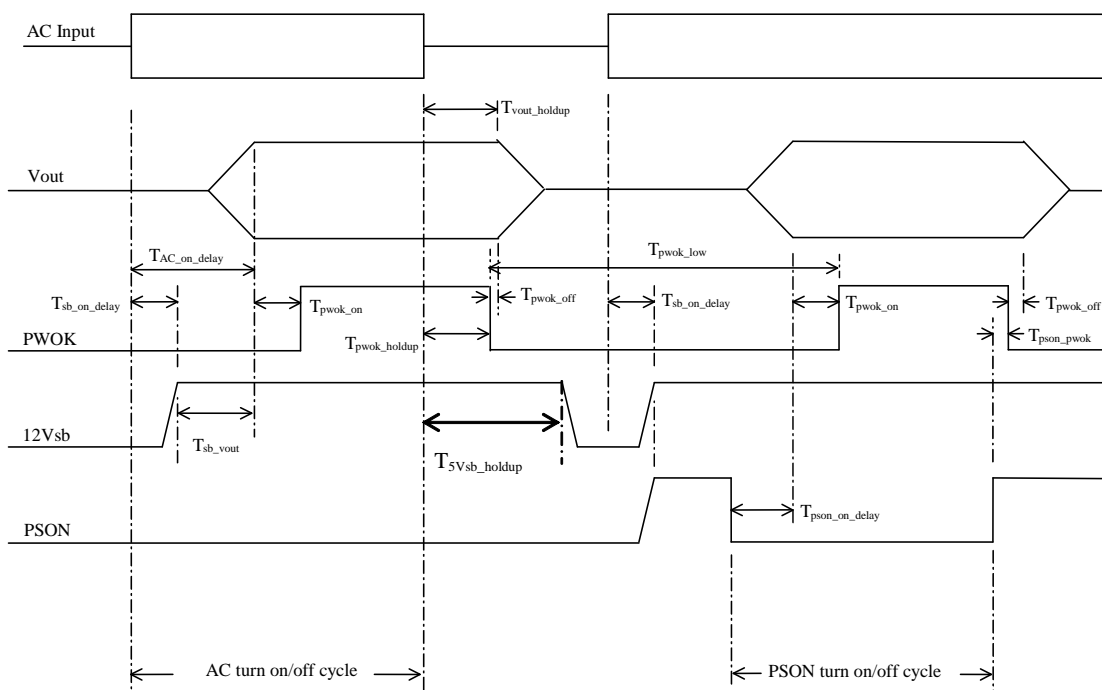 AC Input
T_vout_holdup
Vout
T_AC_on_delay
T_pwok_low
T_sb_on_delay
T_pwok_on
T_pwok_off
T_sb_on_delay
T_pwok_on
T_pwok_off
PWOK
T_pwok_holdup
T_pson_pwok
12Vsb
T_sb_vout
T_5Vsb_holdup
T_pson_on_delay
PSON
AC turn on/off cycle
PSON turn on/off cycle